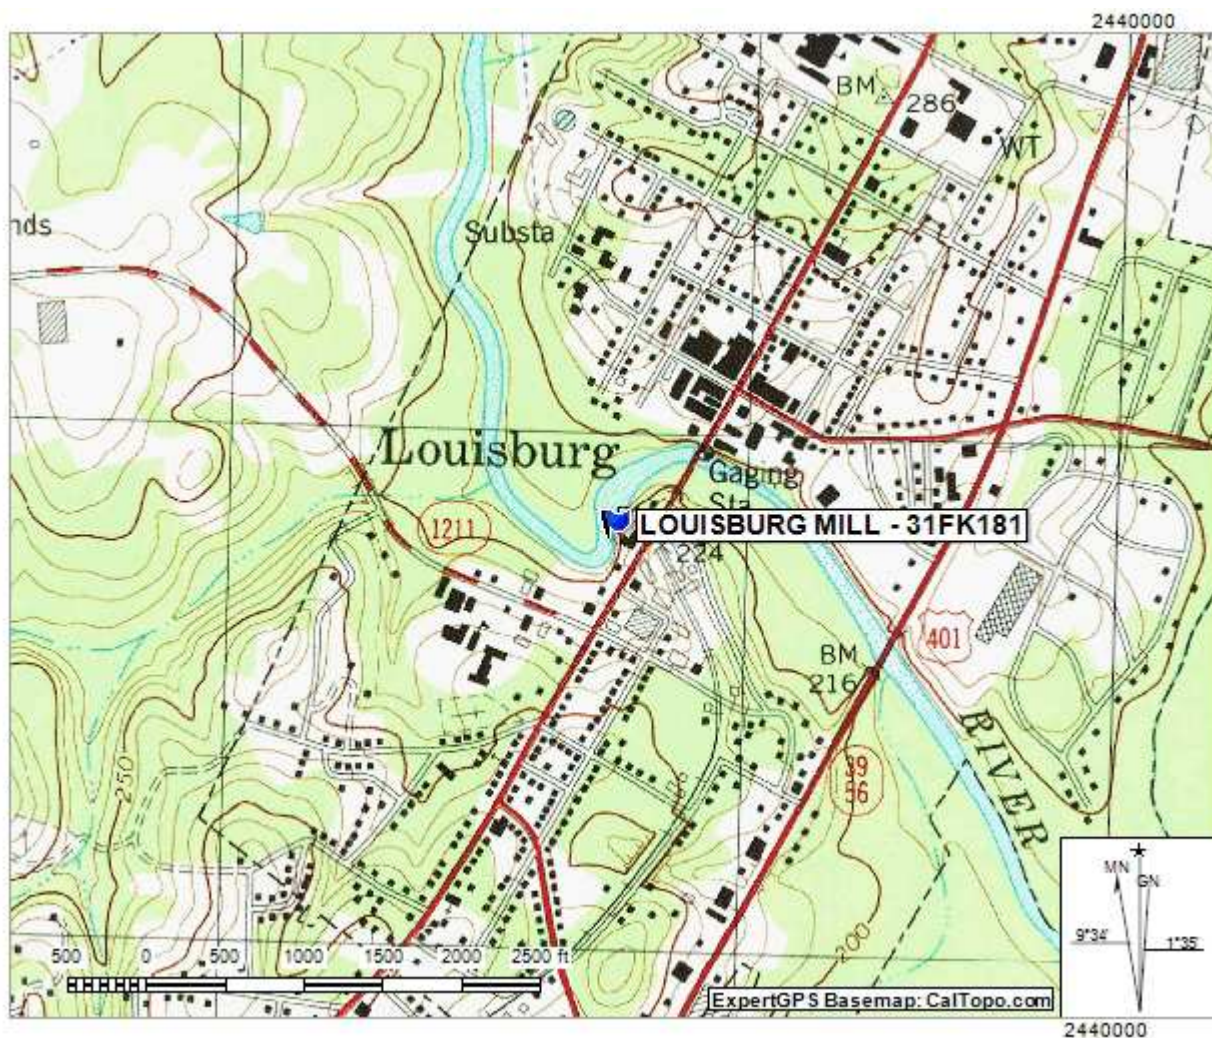 2440000
BM
286
WT
nds
Substa
Louisburg
Gaging
Sta
1211
LOUISBURG MILL - 31FK181
224
401
BM
216
RIVER
39
56
250
200
MN
GN
9°34'
1°35'
500 0 500 1000 1500 2000 2500 ft
ExpertGPS Basemap: CalTopo.com
2440000